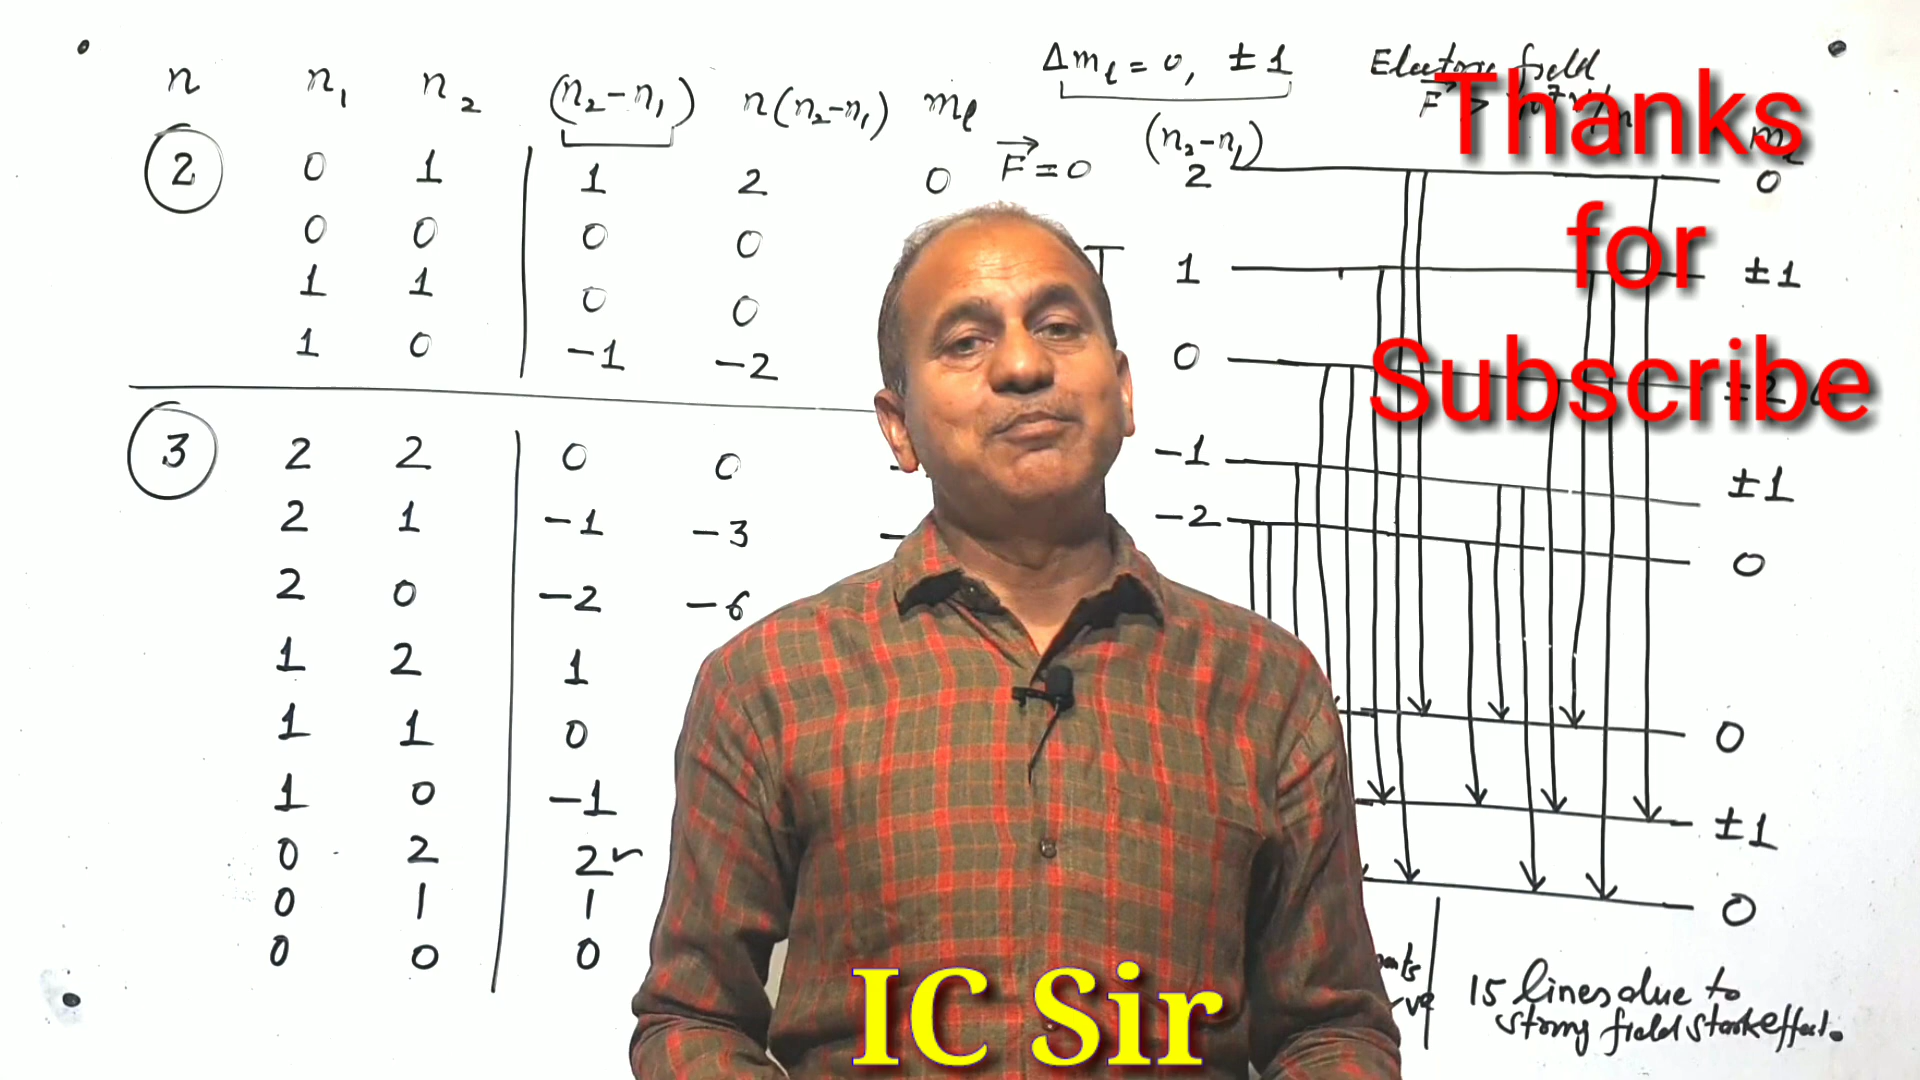 n n₁ n₂ (n₂-n₁) n(n₂-n₁) mℓ
Δmℓ = 0, ±1
Electric field
F⃗ >
(n₂-n₁)
mℓ
F⃗ = 0
2 0 1 1 2 0
0 0 0 0
1 1 0 0
1 0 -1 -2
3 2 2 0 0
2 1 -1 -3
2 0 -2 -6
1 2 1
1 1 0
1 0 -1
0 2 2✓
0 1 1
0 0 0
2 0
1 ±1
0
-1 ±1
-2 0
0
±1
0
15 lines due to
strong field stark effect.
Thanks
for
Subscribe
IC Sir